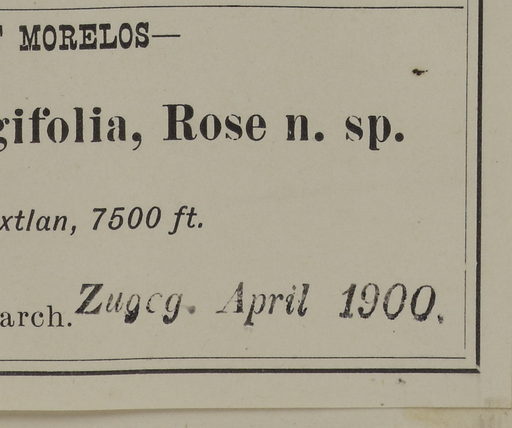 MORELOS—
gifolia, Rose n. sp.
xtlan, 7500 ft.
arch. Zugcg. April 1900.